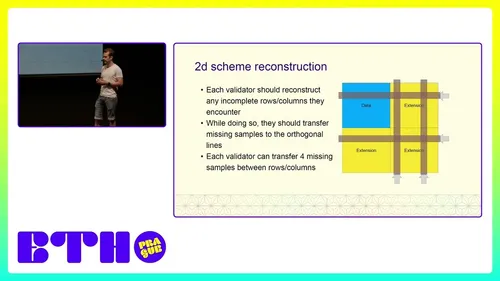 2d scheme reconstruction
• Each validator should reconstruct
any incomplete rows/columns they
encounter
• While doing so, they should transfer
missing samples to the orthogonal
lines
• Each validator can transfer 4 missing
samples between rows/columns
Data
Extension
Extension
Extension
ETH
PRA
GUE